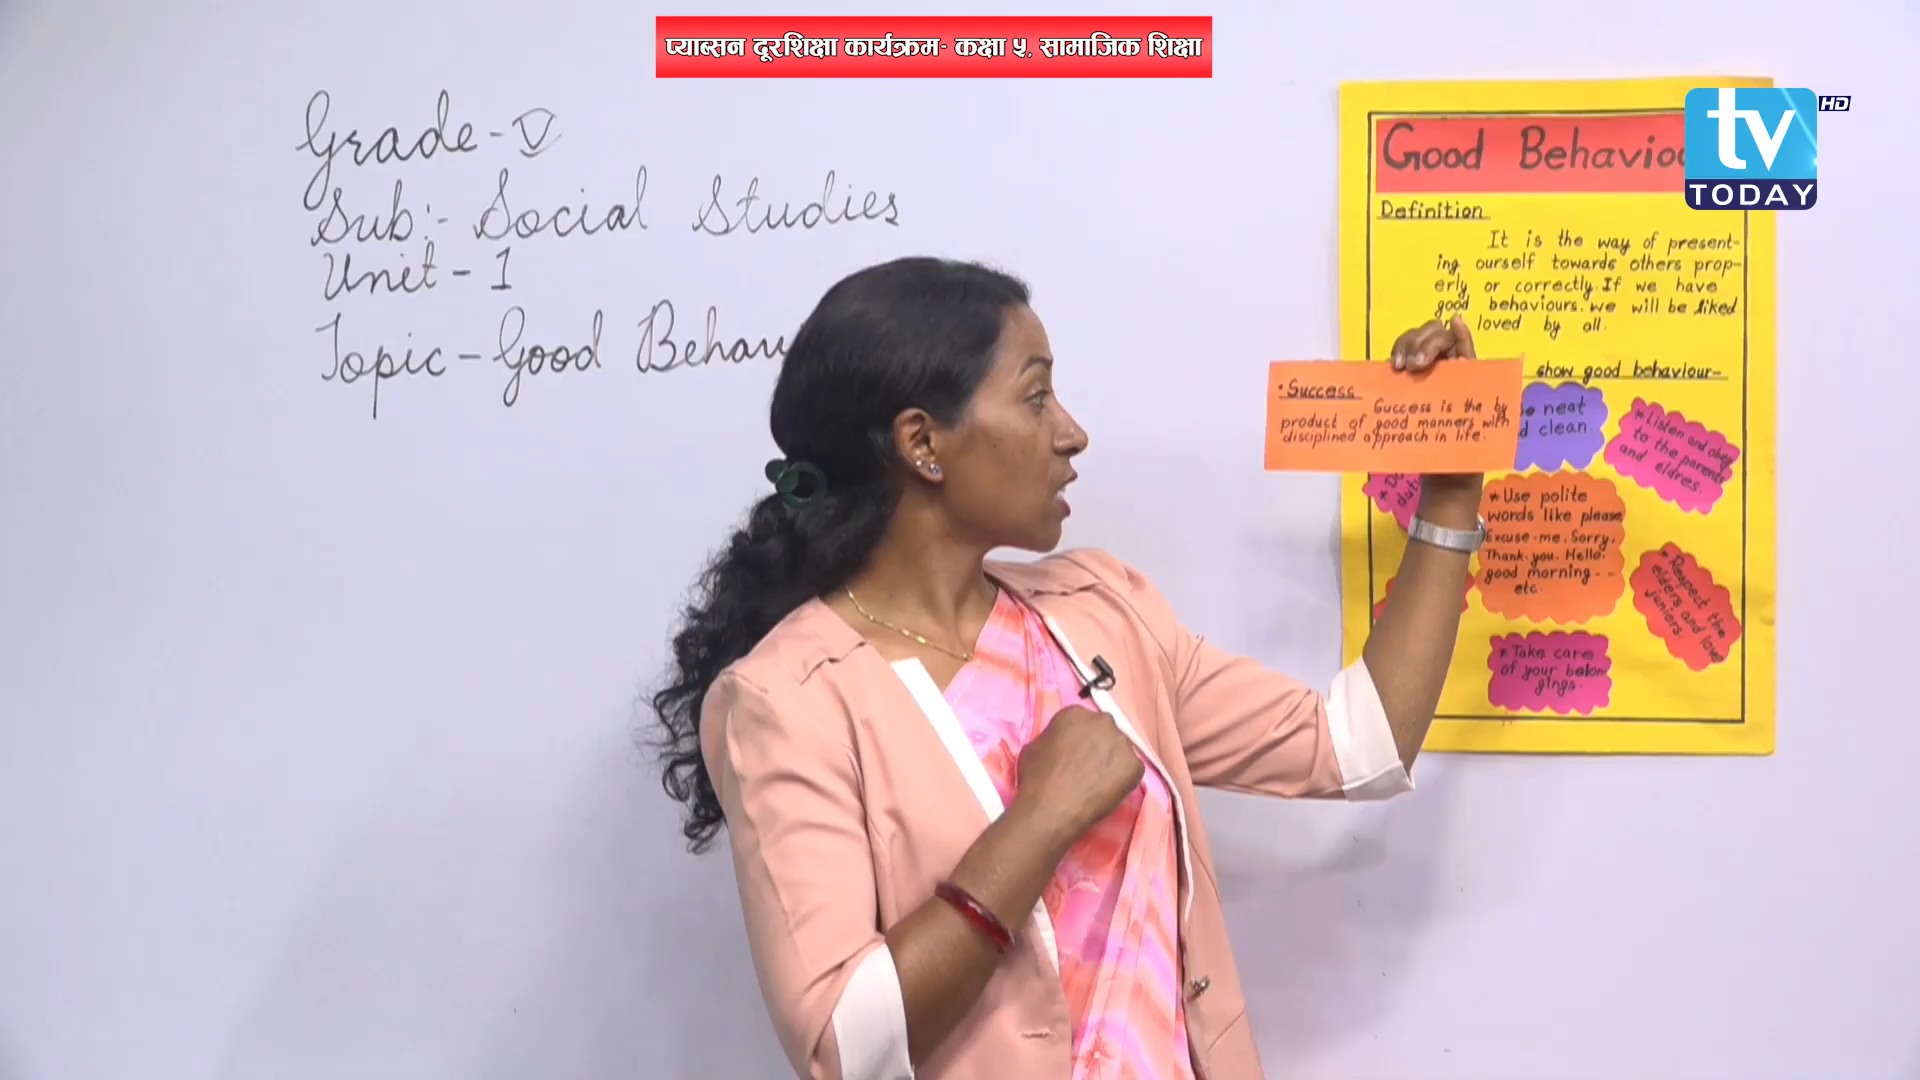 प्याब्सन दूरशिक्षा कार्यक्रम- कक्षा ५, सामाजिक शिक्षा
tv
TODAY
HD
Grade - V
Sub:- Social Studies
Unit - 1
Topic - Good Behav
Good Behaviou
Definition
It is the way of present-
ing ourself towards others prop-
erly or correctly. If we have
good behaviours. we will be liked
loved by all.
show good behaviour-
• Success
Success is the by
product of good manners with
disciplined approach in life.
neat
clean.
* Listen and obey
to the parents
and eldres.
*
* Use polite
words like please,
Excuse-me. Sorry,
Thank-you. Hello.
good morning - -
etc.
* Respect the
elders and love
juniors.
* Take care
of your belon
gings.